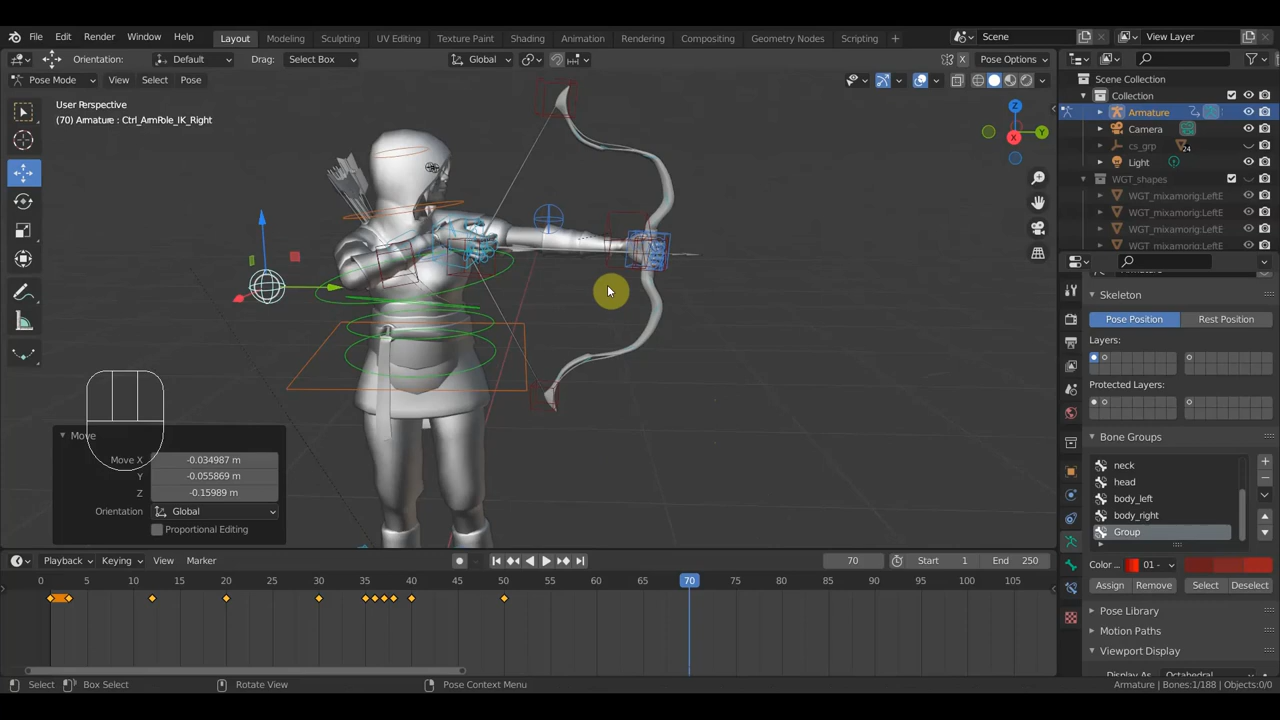 File Edit Render Window Help Layout Modeling Sculpting UV Editing Texture Paint Shading Animation Rendering Compositing Geometry Nodes Scripting + Scene View Layer
Orientation: Default Drag: Select Box Global Pose Options
Pose Mode View Select Pose
User Perspective
(70) Armature : Ctrl_ArmPole_IK_Right
Scene Collection
Collection
Armature
Camera
cs_grp 24
Light
WGT_shapes
WGT_mixamorig:LeftE
WGT_mixamorig:LeftE
WGT_mixamorig:LeftE
WGT_mixamorig:LeftE
X Y Z
Skeleton
Pose Position Rest Position
Layers:
Protected Layers:
Bone Groups
neck
head
body_left
body_right
Group
Color ... 01 -
Assign Remove Select Deselect
Pose Library
Motion Paths
Viewport Display
Display As Octahedral
Move
Move X -0.034987 m
Y -0.055869 m
Z -0.15989 m
Orientation Global
Proportional Editing
Playback Keying View Marker 70 Start 1 End 250
0 5 10 15 20 25 30 35 40 45 50 55 60 65 70 75 80 85 90 95 100 105
Select Box Select Rotate View Pose Context Menu Armature | Bones:1/188 | Objects:0/0